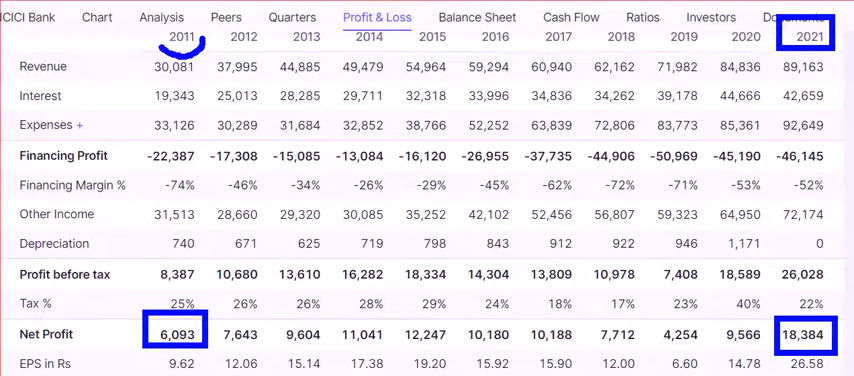 ICICI Bank Chart Analysis Peers Quarters Profit & Loss Balance Sheet Cash Flow Ratios Investors Documents
2011 2012 2013 2014 2015 2016 2017 2018 2019 2020 2021
Revenue 30,081 37,995 44,885 49,479 54,964 59,294 60,940 62,162 71,982 84,836 89,163
Interest 19,343 25,013 28,285 29,711 32,318 33,996 34,836 34,262 39,178 44,666 42,659
Expenses + 33,126 30,289 31,684 32,852 38,766 52,252 63,839 72,806 83,773 85,361 92,649
Financing Profit -22,387 -17,308 -15,085 -13,084 -16,120 -26,955 -37,735 -44,906 -50,969 -45,190 -46,145
Financing Margin % -74% -46% -34% -26% -29% -45% -62% -72% -71% -53% -52%
Other Income 31,513 28,660 29,320 30,085 35,252 42,102 52,456 56,807 59,323 64,950 72,174
Depreciation 740 671 625 719 798 843 912 922 946 1,171 0
Profit before tax 8,387 10,680 13,610 16,282 18,334 14,304 13,809 10,978 7,408 18,589 26,028
Tax % 25% 26% 26% 28% 29% 24% 18% 17% 23% 40% 22%
Net Profit 6,093 7,643 9,604 11,041 12,247 10,180 10,188 7,712 4,254 9,566 18,384
EPS in Rs 9.62 12.06 15.14 17.38 19.20 15.92 15.90 12.00 6.60 14.78 26.58